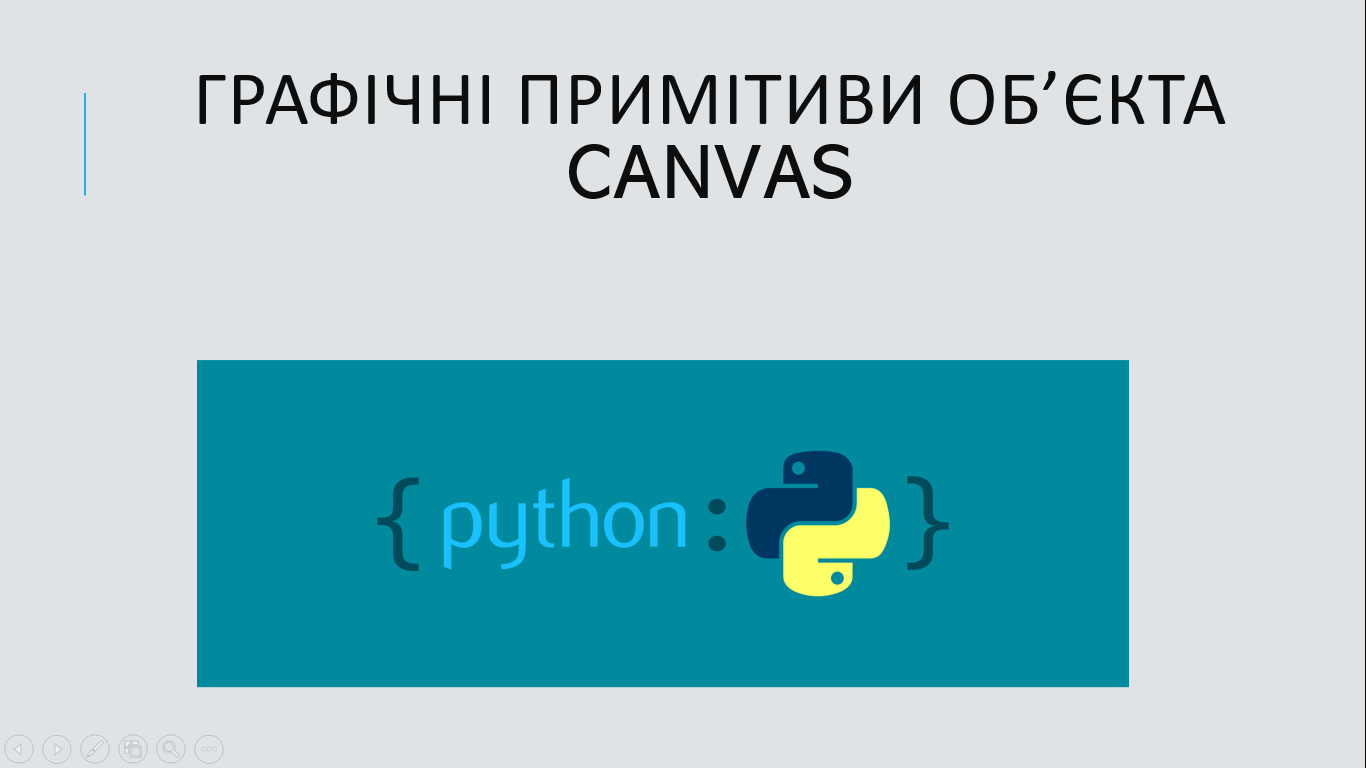 ГРАФІЧНІ ПРИМІТИВИ ОБ’ЄКТА
CANVAS
{ python : }